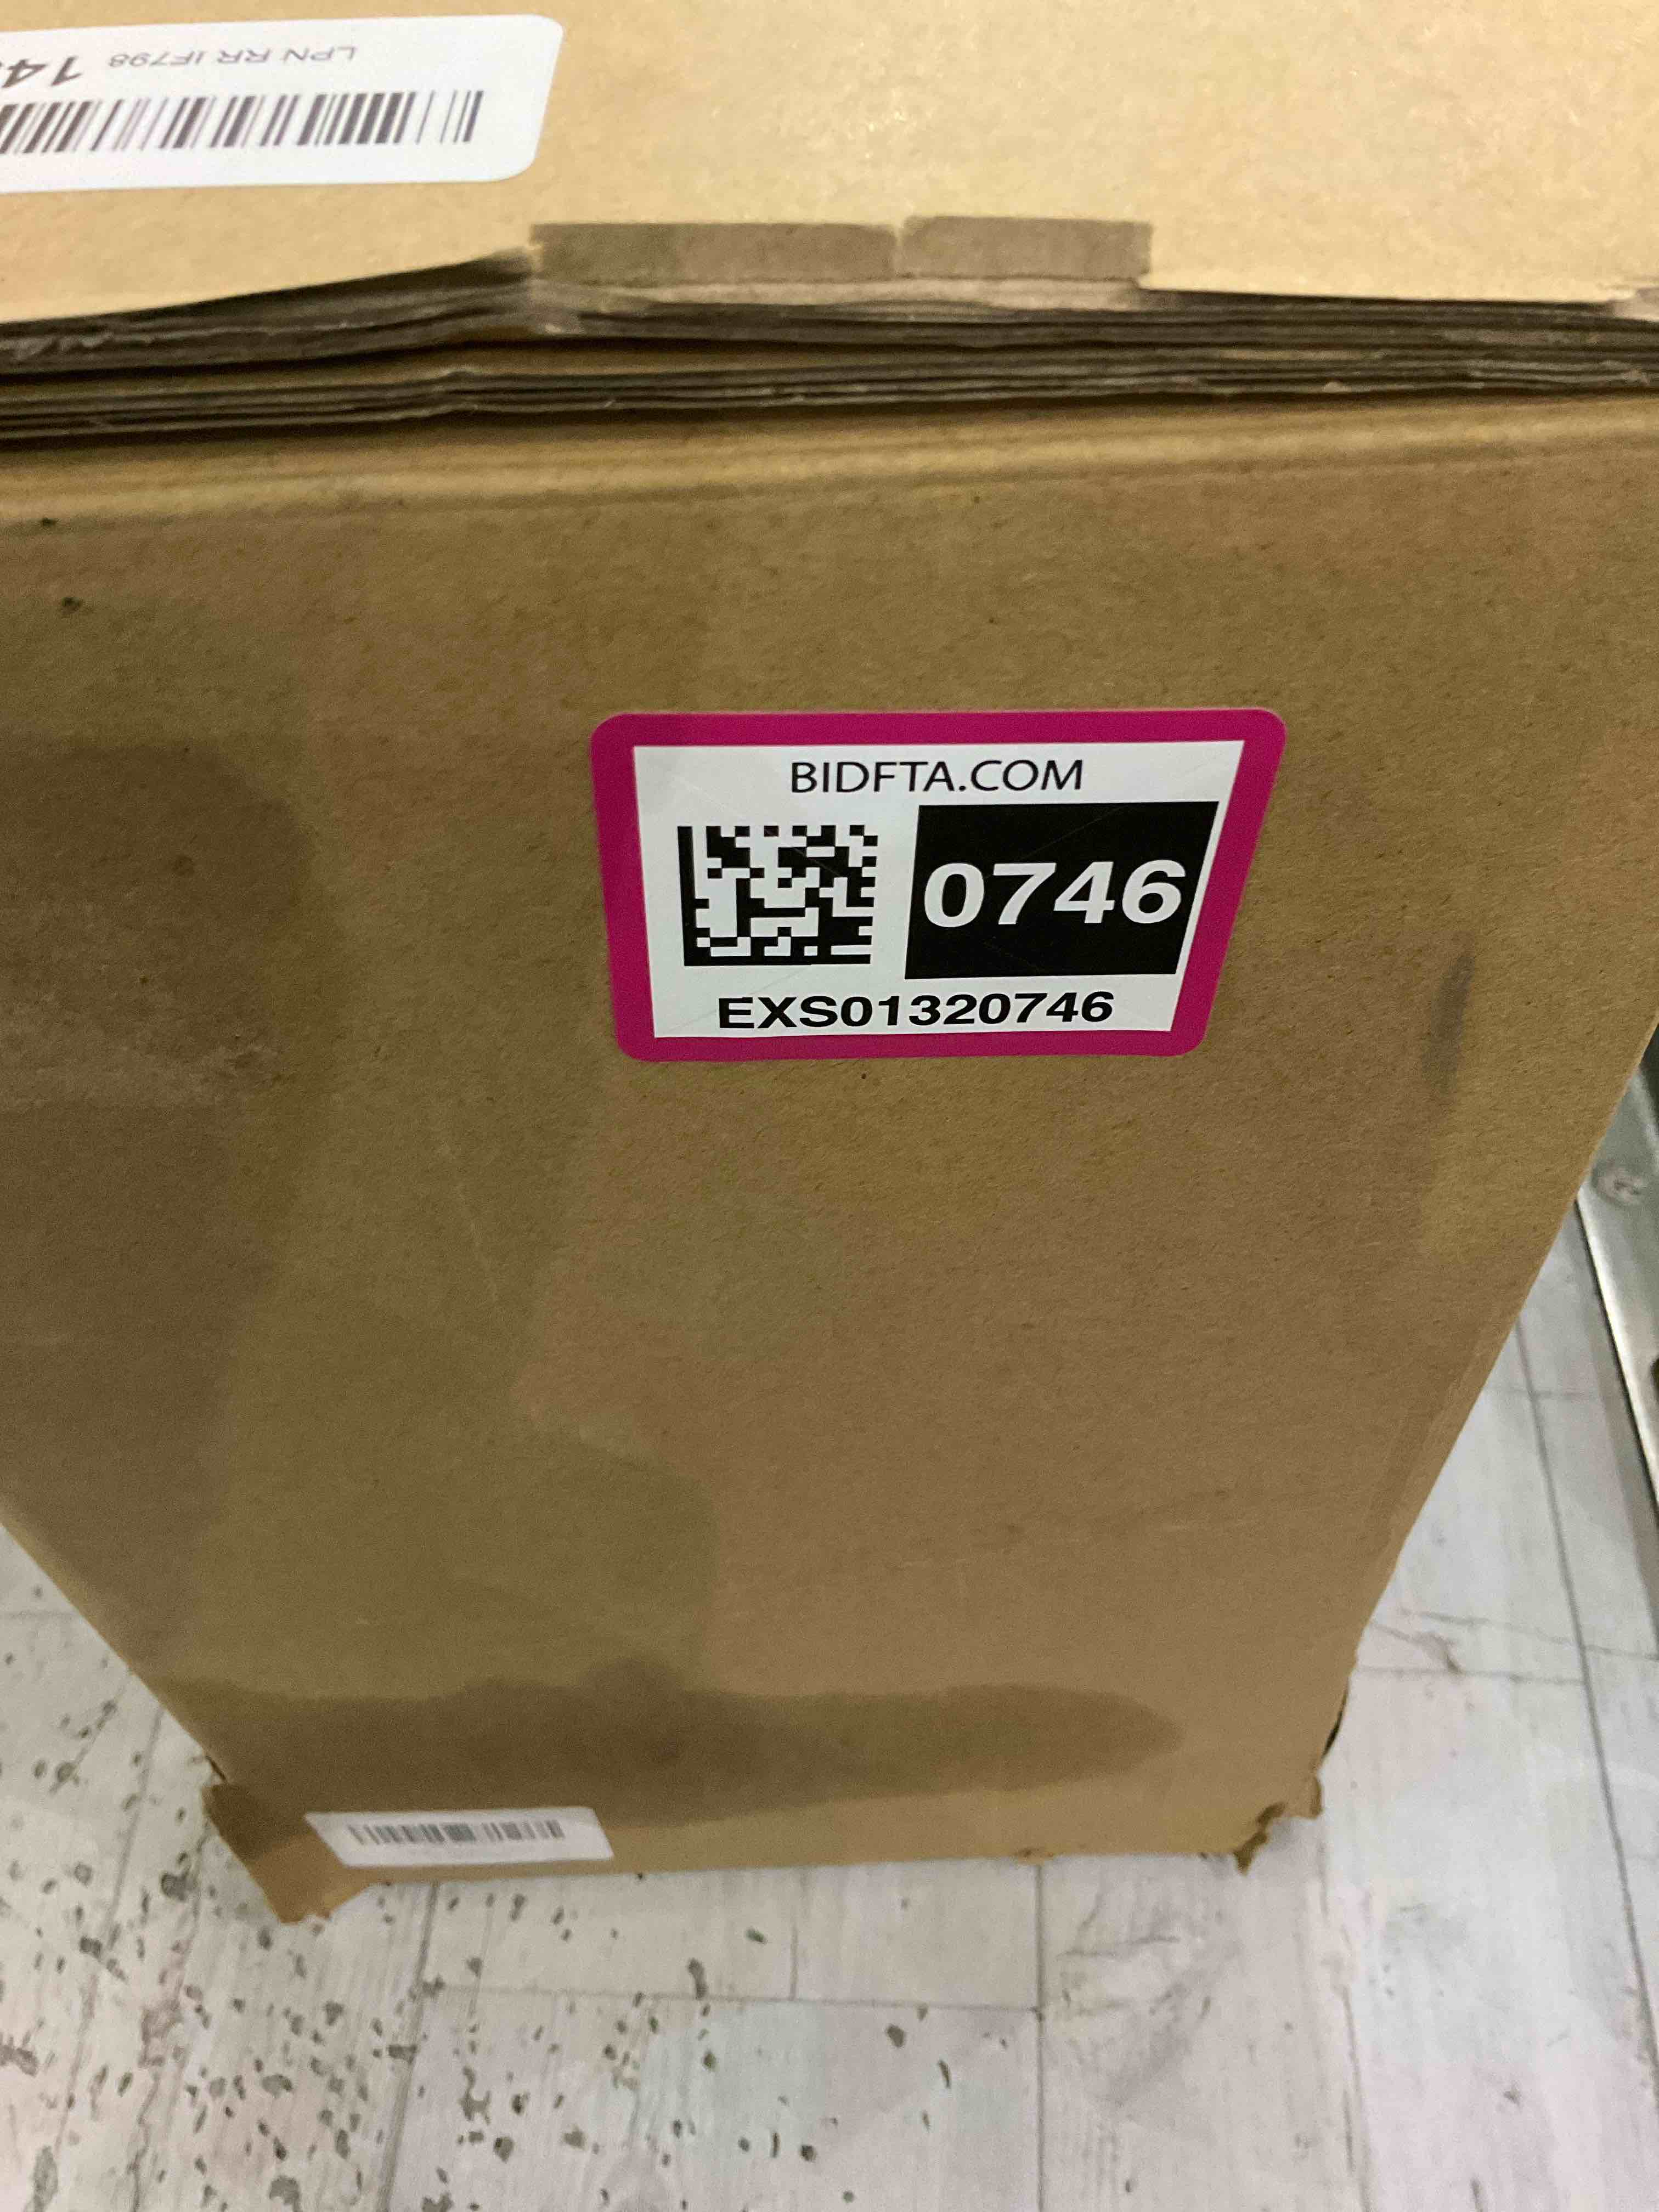 LPN RR IF798
BIDFTA.COM
0746
EXS01320746